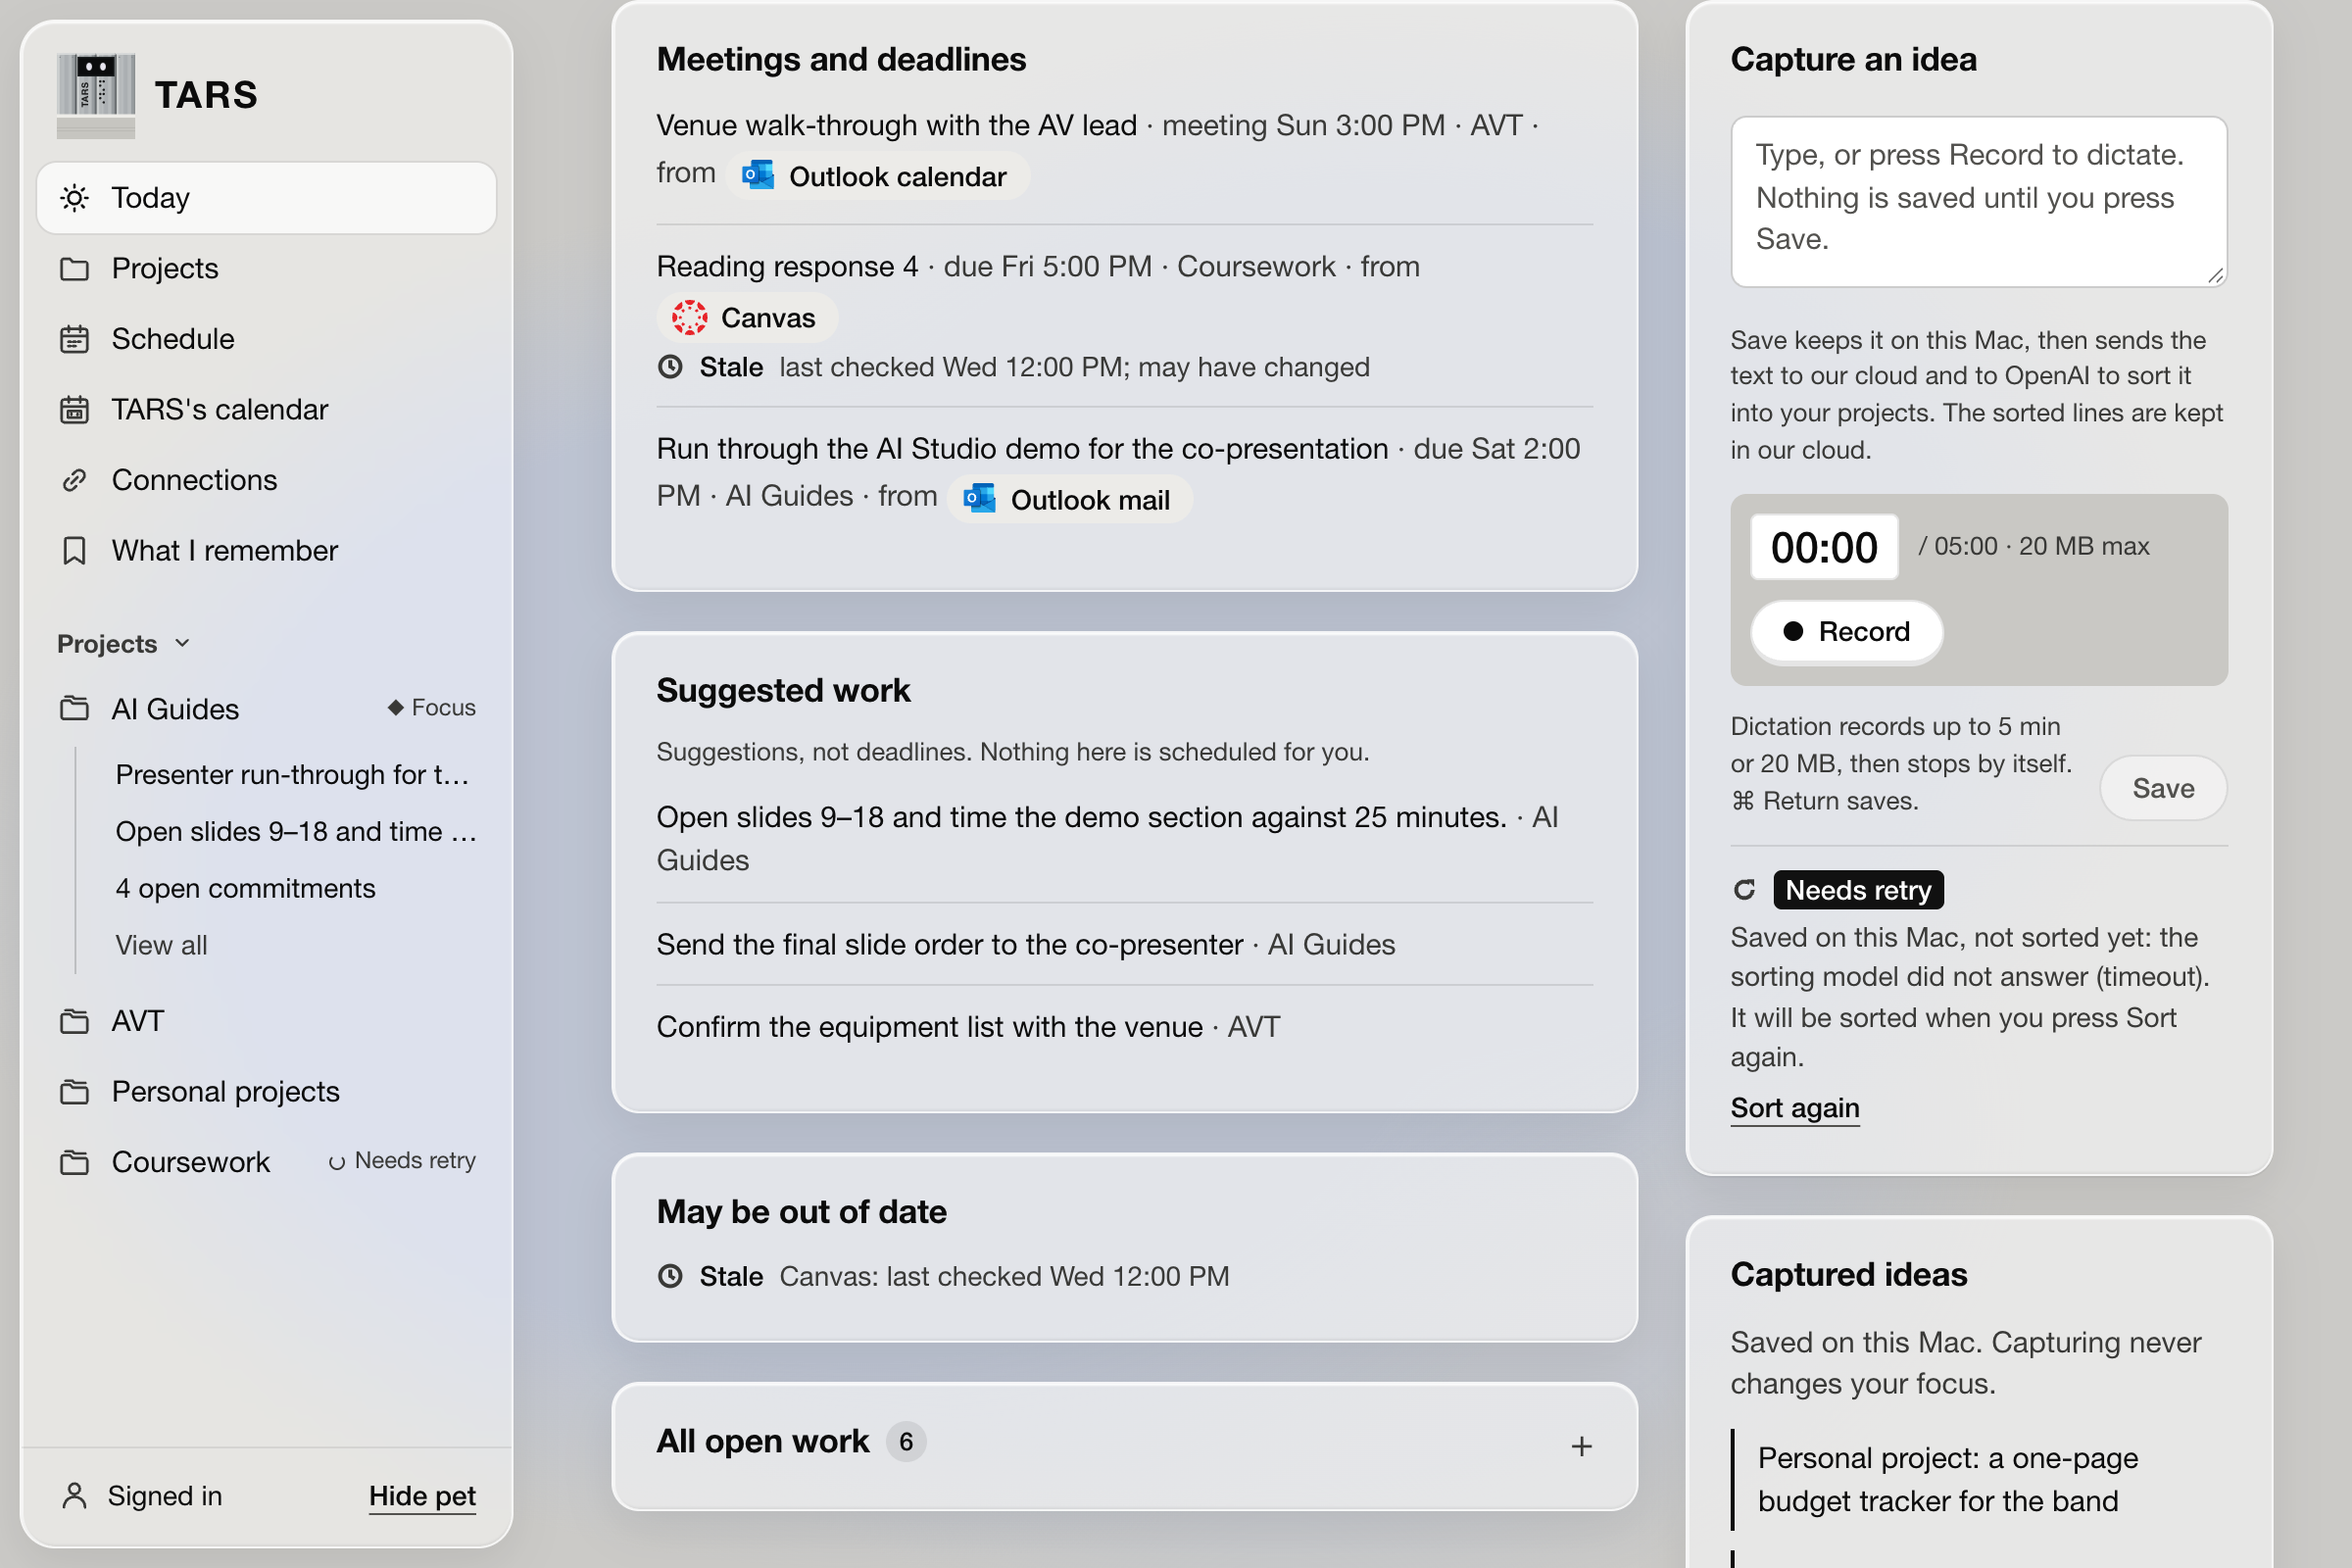 TARS
TARS
Today
Projects
Schedule
TARS's calendar
Connections
What I remember
Projects
AI Guides
Focus
Presenter run-through for t…
Open slides 9–18 and time …
4 open commitments
View all
AVT
Personal projects
Coursework
Needs retry
Signed in
Hide pet
Meetings and deadlines
Venue walk-through with the AV lead · meeting Sun 3:00 PM · AVT ·
from Outlook calendar
Reading response 4 · due Fri 5:00 PM · Coursework · from
Canvas
Stale last checked Wed 12:00 PM; may have changed
Run through the AI Studio demo for the co-presentation · due Sat 2:00
PM · AI Guides · from Outlook mail
Suggested work
Suggestions, not deadlines. Nothing here is scheduled for you.
Open slides 9–18 and time the demo section against 25 minutes. · AI
Guides
Send the final slide order to the co-presenter · AI Guides
Confirm the equipment list with the venue · AVT
May be out of date
Stale Canvas: last checked Wed 12:00 PM
All open work 6 +
Capture an idea
Type, or press Record to dictate.
Nothing is saved until you press
Save.
Save keeps it on this Mac, then sends the
text to our cloud and to OpenAI to sort it
into your projects. The sorted lines are kept
in our cloud.
00:00 / 05:00 · 20 MB max
Record
Dictation records up to 5 min
or 20 MB, then stops by itself.
⌘ Return saves.
Save
Needs retry
Saved on this Mac, not sorted yet: the
sorting model did not answer (timeout).
It will be sorted when you press Sort
again.
Sort again
Captured ideas
Saved on this Mac. Capturing never
changes your focus.
Personal project: a one-page
budget tracker for the band